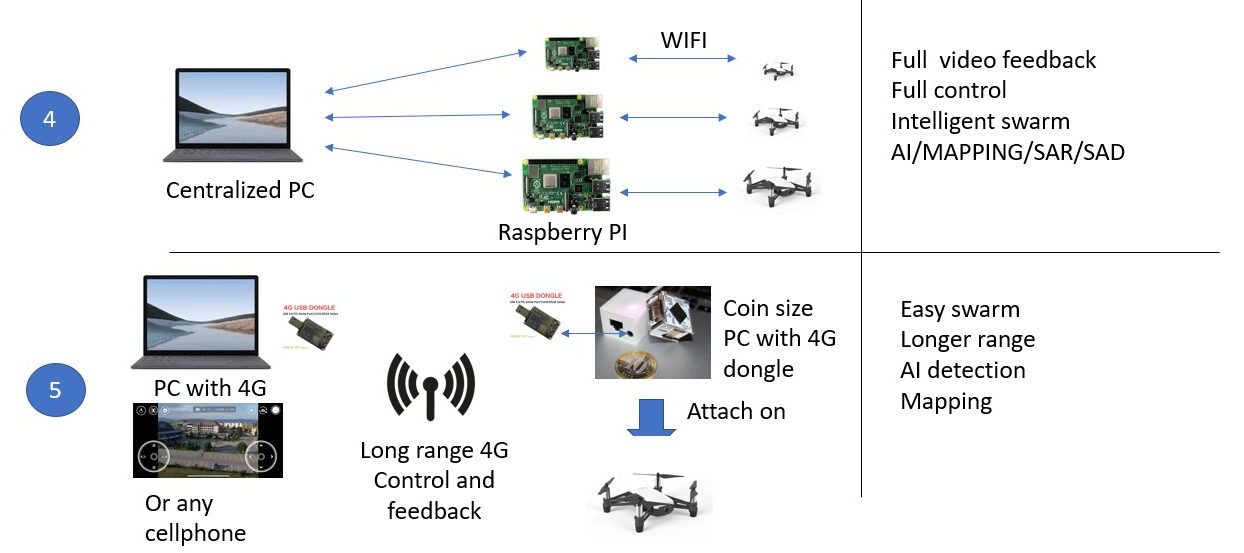 4
WIFI
Centralized PC
Raspberry PI
Full  video feedback
Full control
Intelligent swarm
AI/MAPPING/SAR/SAD
5
4G USB DONGLE
PC with 4G
Or any
cellphone
Long range 4G
Control and
feedback
4G USB DONGLE
Coin size
PC with 4G
dongle
Attach on
Easy swarm
Longer range
AI detection
Mapping